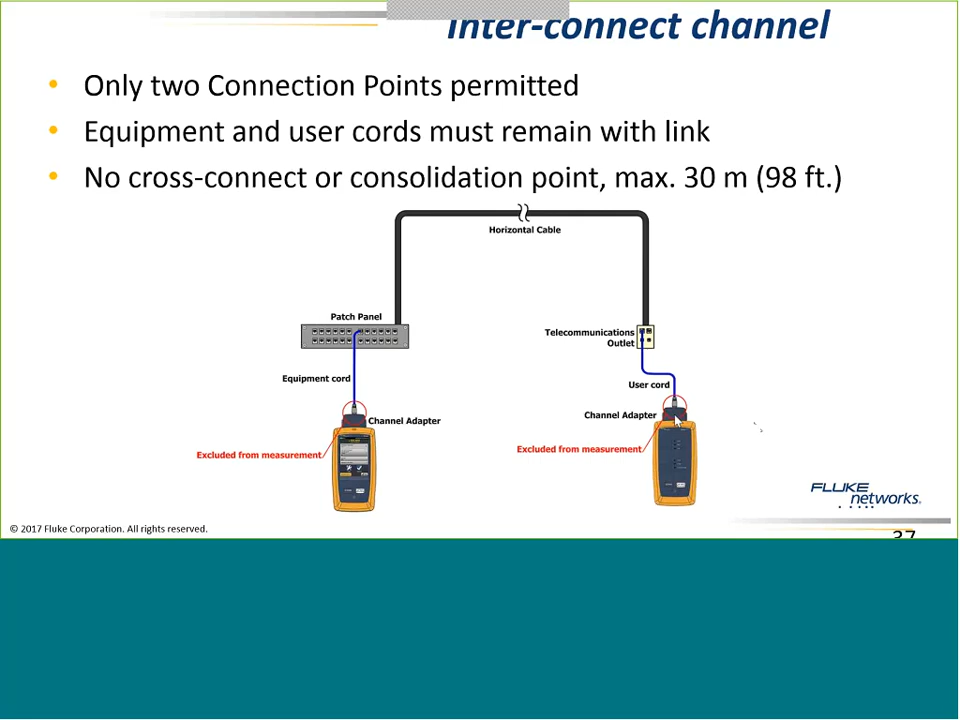 Inter-connect channel
• Only two Connection Points permitted
• Equipment and user cords must remain with link
• No cross-connect or consolidation point, max. 30 m (98 ft.)
Horizontal Cable
Patch Panel
Telecommunications
Outlet
Equipment cord
User cord
Channel Adapter
Channel Adapter
Excluded from measurement
Excluded from measurement
FLUKE
networks®
© 2017 Fluke Corporation. All rights reserved.
37